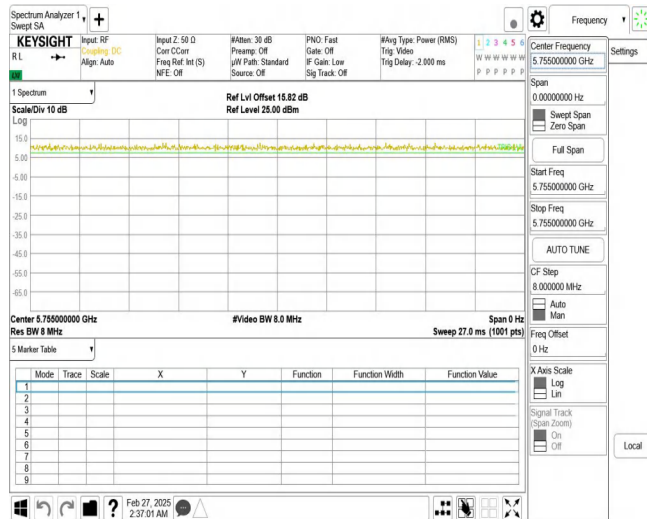 Spectrum Analyzer 1
Swept SA
Frequency
KEYSIGHT
RL
Input: RF
Coupling: DC
Align: Auto
Input Z: 50 Ω
Corr CCorr
Freq Ref: Int (S)
NFE: Off
#Atten: 30 dB
Preamp: Off
µW Path: Standard
Source: Off
PNO: Fast
Gate: Off
IF Gain: Low
Sig Track: Off
#Avg Type: Power (RMS)
Trig: Video
Trig Delay: -2.000 ms
1 2 3 4 5 6
W W W W W W
P P P P P P
1 Spectrum
Scale/Div 10 dB
Log
Ref Lvl Offset 15.82 dB
Ref Level 25.00 dBm
15.0
5.00
-5.00
-15.0
-25.0
-35.0
-45.0
-55.0
-65.0
Center 5.755000000 GHz
Res BW 8 MHz
#Video BW 8.0 MHz
Span 0 Hz
Sweep 27.0 ms (1001 pts)
5 Marker Table
Mode Trace Scale X Y Function Function Width Function Value
1
2
3
4
5
6
7
8
9
Feb 27, 2025
2:37:01 AM
Center Frequency
5.755000000 GHz
Span
0.00000000 Hz
Swept Span
Zero Span
Full Span
Start Freq
5.755000000 GHz
Stop Freq
5.755000000 GHz
AUTO TUNE
CF Step
8.000000 MHz
Auto
Man
Freq Offset
0 Hz
X Axis Scale
Log
Lin
Signal Track
(Span Zoom)
On
Off
Settings
Local